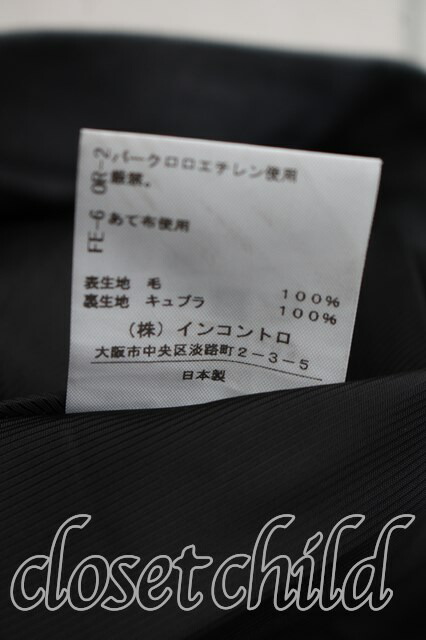 OR-2 パークロロエチレン使用
厳禁。
FE-6 あて布使用
表生地 毛 100%
裏生地 キュプラ 100%
(株)インコントロ
大阪市中央区淡路町2-3-5
日本製
closet child